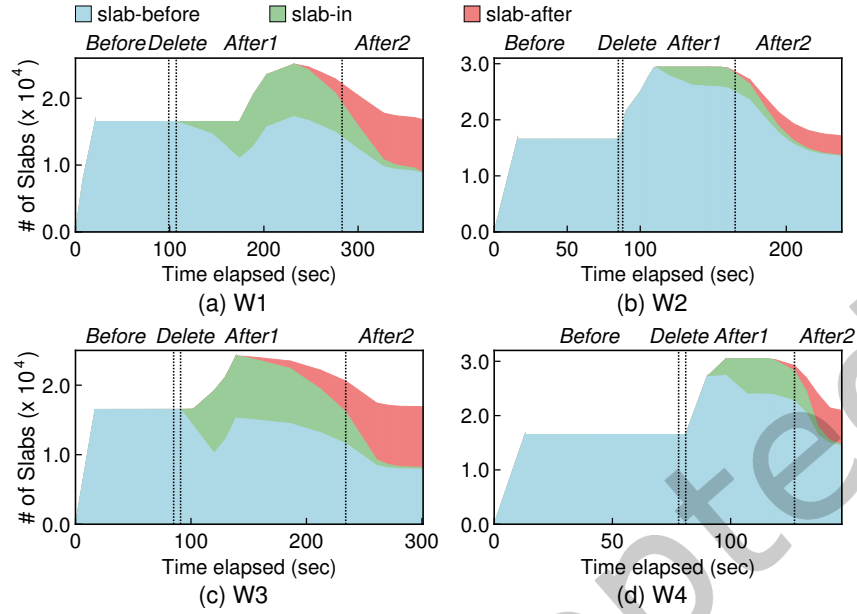 slab-before slab-in slab-after
Before Delete After1 After2
Before Delete After1 After2
# of Slabs (x 10^4)
2.0
1.0
0.0
0 100 200 300
Time elapsed (sec)
(a) W1
3.0
2.0
1.0
0.0
0 50 100 200
Time elapsed (sec)
(b) W2
Before Delete After1 After2
Before Delete After1 After2
# of Slabs (x 10^4)
2.0
1.0
0.0
0 100 200 300
Time elapsed (sec)
(c) W3
3.0
2.0
1.0
0.0
0 100
Time elapsed (sec)
(d) W4